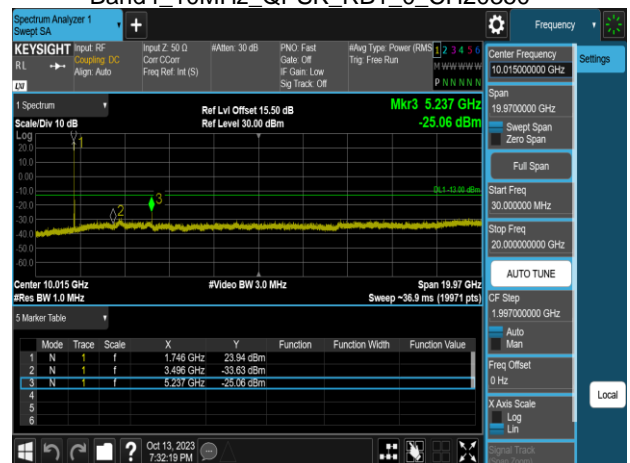 Spectrum Analyzer 1
Swept SA
+
Frequency
KEYSIGHT
Input: RF
Input Z: 50 Ω
#Atten: 30 dB
PNO: Fast
#Avg Type: Power (RMS
1 2 3 4 5 6
RL
Coupling: DC
Corr CCorr
Gate: Off
Trig: Free Run
M W W W W W
Align: Auto
Freq Ref: Int (S)
IF Gain: Low
P N N N N N
Sig Track: Off
LXI
1 Spectrum
Ref Lvl Offset 15.50 dB
Mkr3 5.237 GHz
Scale/Div 10 dB
Ref Level 30.00 dBm
-25.06 dBm
Log
20.0
10.0
0.00
-10.0
-20.0
-30.0
-40.0
-50.0
-60.0
1
2
3
DL1 -13.00 dBm
Center 10.015 GHz
#Video BW 3.0 MHz
Span 19.97 GHz
#Res BW 1.0 MHz
Sweep ~36.9 ms (19971 pts)
5 Marker Table
Mode Trace Scale X Y Function Function Width Function Value
1 N 1 f 1.746 GHz 23.94 dBm
2 N 1 f 3.496 GHz -33.63 dBm
3 N 1 f 5.237 GHz -25.06 dBm
4
5
6
?
Oct 13, 2023
7:32:19 PM
Center Frequency
10.015000000 GHz
Settings
Span
19.9700000 GHz
Swept Span
Zero Span
Full Span
Start Freq
30.000000 MHz
Stop Freq
20.000000000 GHz
AUTO TUNE
CF Step
1.997000000 GHz
Auto
Man
Freq Offset
0 Hz
X Axis Scale
Log
Lin
Local
Signal Track
(Span Zoom)